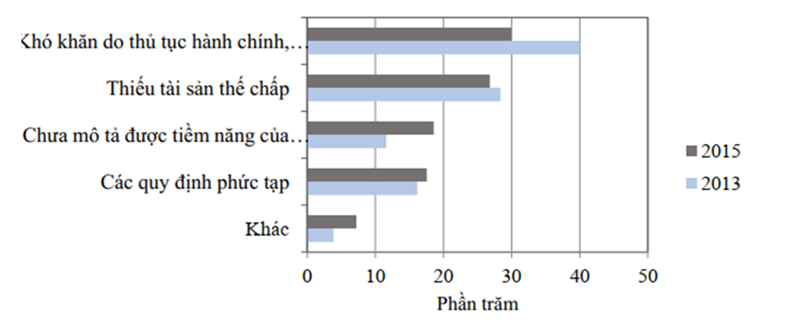 Khó khăn do thủ tục hành chính,…
Thiếu tài sản thế chấp
Chưa mô tả được tiềm năng của…
Các quy định phức tạp
Khác
2015
2013
0 10 20 30 40 50
Phần trăm